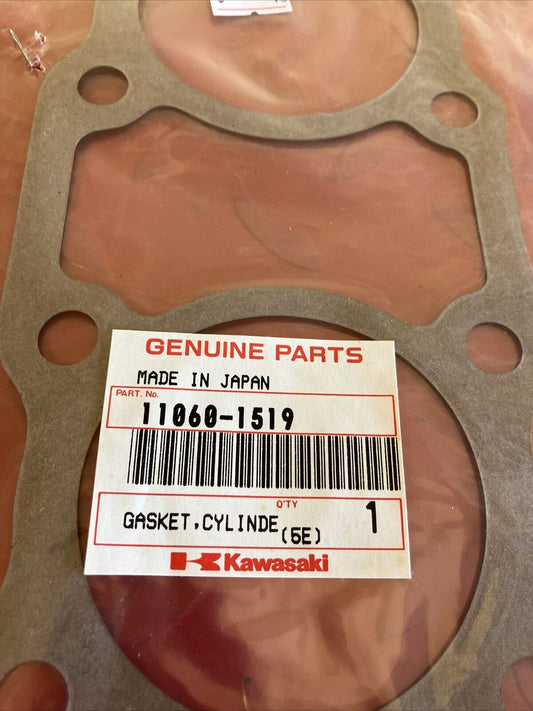 GENUINE PARTS
MADE IN JAPAN
PART. No.
11060-1519
Q'TY
GASKET,CYLINDE (5E) 1
Kawasaki